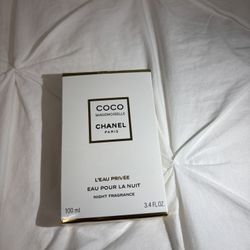 COCO
MADEMOISELLE
CHANEL
PARIS
L'EAU PRIVÉE
EAU POUR LA NUIT
NIGHT FRAGRANCE
100 ml 3.4 FL.OZ.